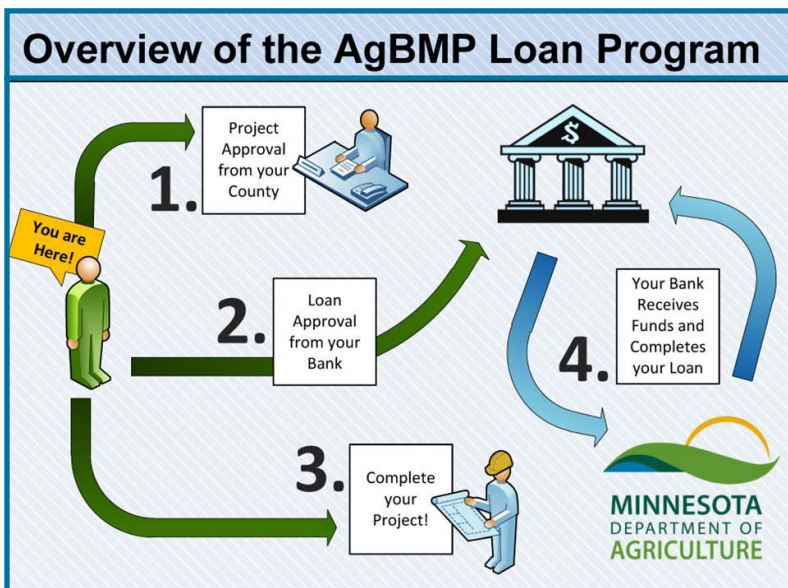 Overview of the AgBMP Loan Program
1.
Project
Approval
from your
County
$
You are
Here!
2.
Loan
Approval
from your
Bank
3.
Complete
your
Project!
4.
Your Bank
Receives
Funds and
Completes
your Loan
MINNESOTA
DEPARTMENT OF
AGRICULTURE